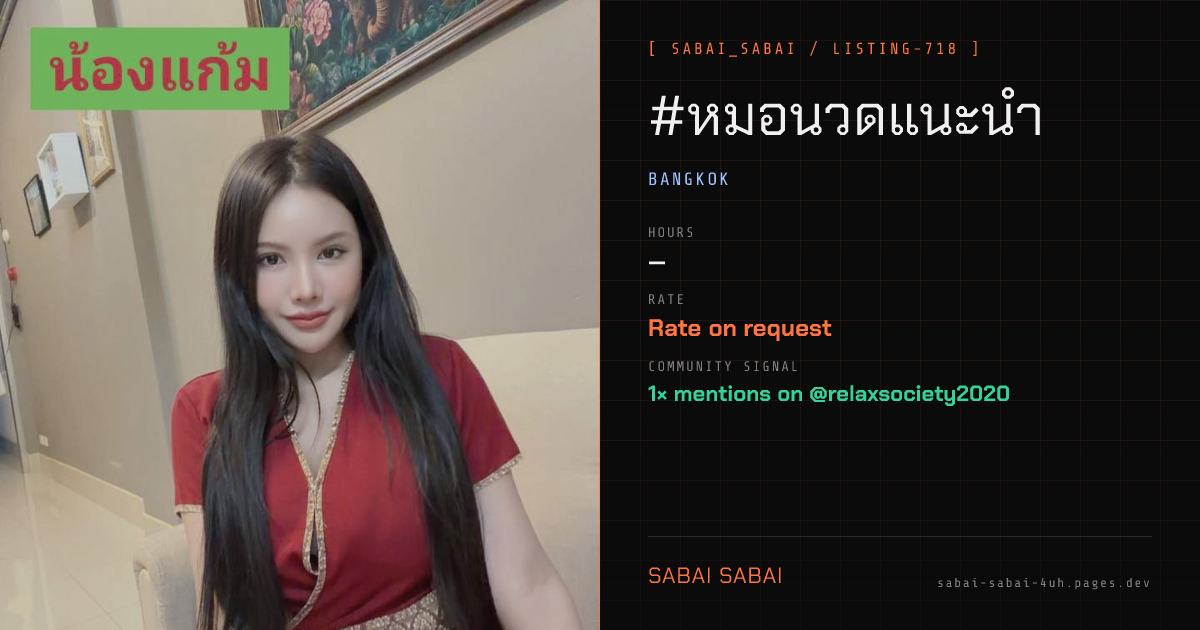 น้องแก้ม
[ SABAI_SABAI / LISTING-718 ]
#หมอนวดแนะนำ
BANGKOK
HOURS
—
RATE
Rate on request
COMMUNITY SIGNAL
1× mentions on @relaxsociety2020
SABAI SABAI
sabai-sabai-4uh.pages.dev